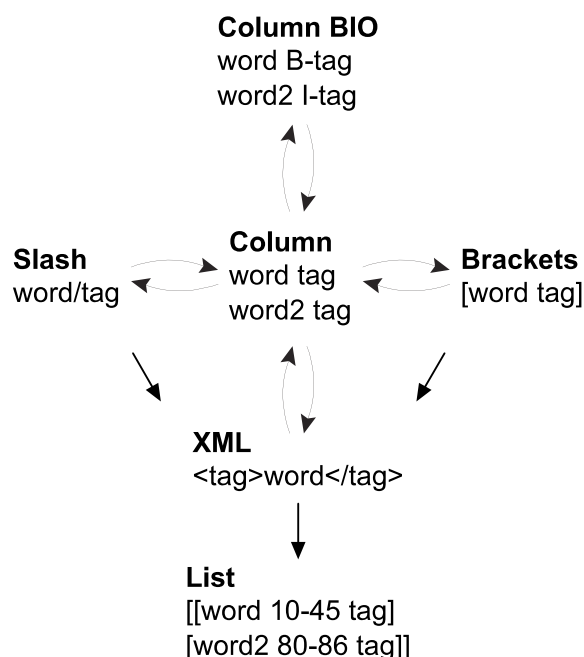 Column BIO
word B-tag
word2 I-tag
Slash
word/tag
Column
word tag
word2 tag
Brackets
[word tag]
XML
<tag>word</tag>
List
[[word 10-45 tag]
[word2 80-86 tag]]